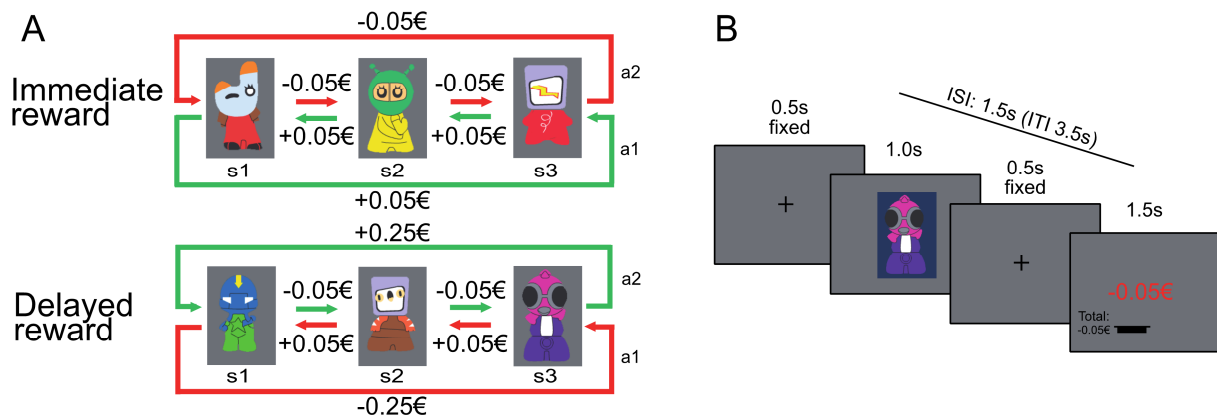 A
-0.05€
Immediate
reward
-0.05€
-0.05€
a2
+0.05€
+0.05€
a1
s1
s2
s3
+0.05€
+0.25€
Delayed
reward
-0.05€
-0.05€
a2
+0.05€
+0.05€
a1
s1
s2
s3
-0.25€
B
ISI: 1.5s (ITI 3.5s)
0.5s
fixed
1.0s
0.5s
fixed
1.5s
-0.05€
Total:
-0.05€